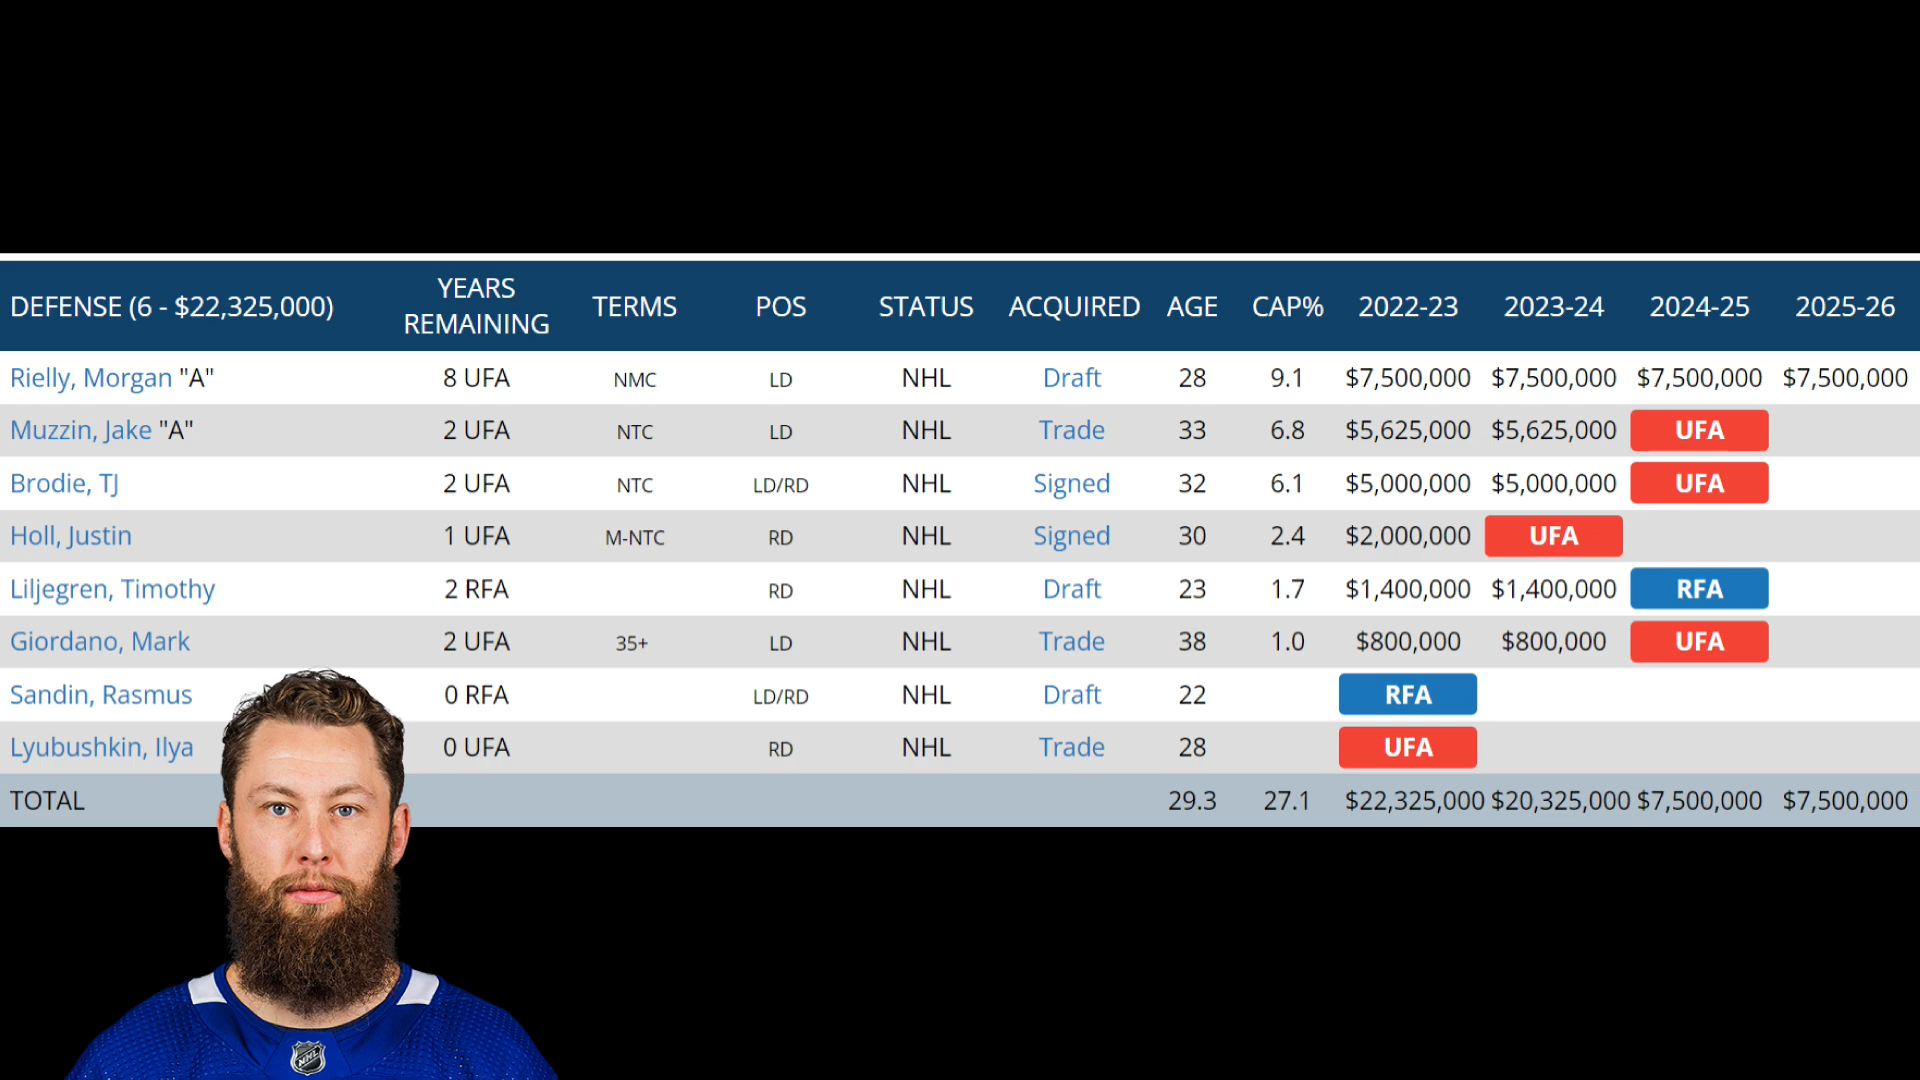 DEFENSE (6 - $22,325,000) YEARS REMAINING TERMS POS STATUS ACQUIRED AGE CAP% 2022-23 2023-24 2024-25 2025-26
Rielly, Morgan "A" 8 UFA NMC LD NHL Draft 28 9.1 $7,500,000 $7,500,000 $7,500,000 $7,500,000
Muzzin, Jake "A" 2 UFA NTC LD NHL Trade 33 6.8 $5,625,000 $5,625,000 UFA
Brodie, TJ 2 UFA NTC LD/RD NHL Signed 32 6.1 $5,000,000 $5,000,000 UFA
Holl, Justin 1 UFA M-NTC RD NHL Signed 30 2.4 $2,000,000 UFA
Liljegren, Timothy 2 RFA RD NHL Draft 23 1.7 $1,400,000 $1,400,000 RFA
Giordano, Mark 2 UFA 35+ LD NHL Trade 38 1.0 $800,000 $800,000 UFA
Sandin, Rasmus 0 RFA LD/RD NHL Draft 22 RFA
Lyubushkin, Ilya 0 UFA RD NHL Trade 28 UFA
TOTAL 29.3 27.1 $22,325,000 $20,325,000 $7,500,000 $7,500,000
NHL